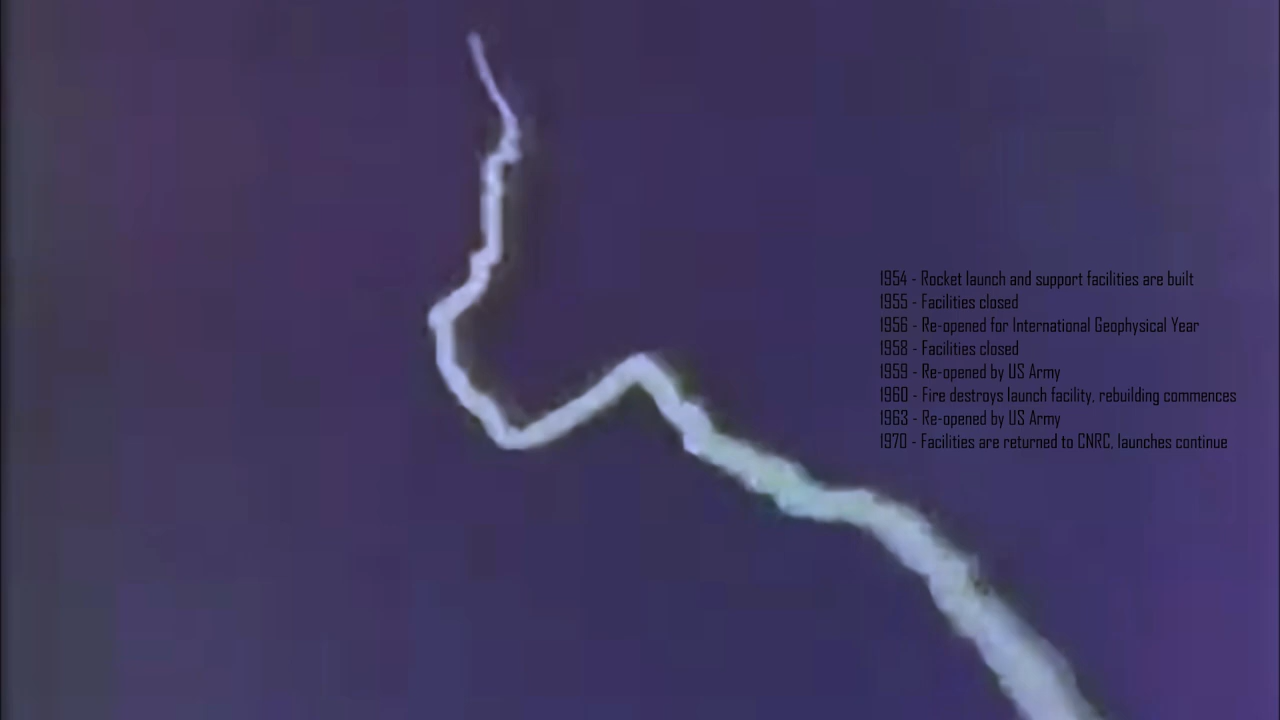 1954 - Rocket launch and support facilities are built
1955 - Facilities closed
1956 - Re-opened for International Geophysical Year
1958 - Facilities closed
1959 - Re-opened by US Army
1960 - Fire destroys launch facility, rebuilding commences
1963 - Re-opened by US Army
1970 - Facilities are returned to CNRC, launches continue